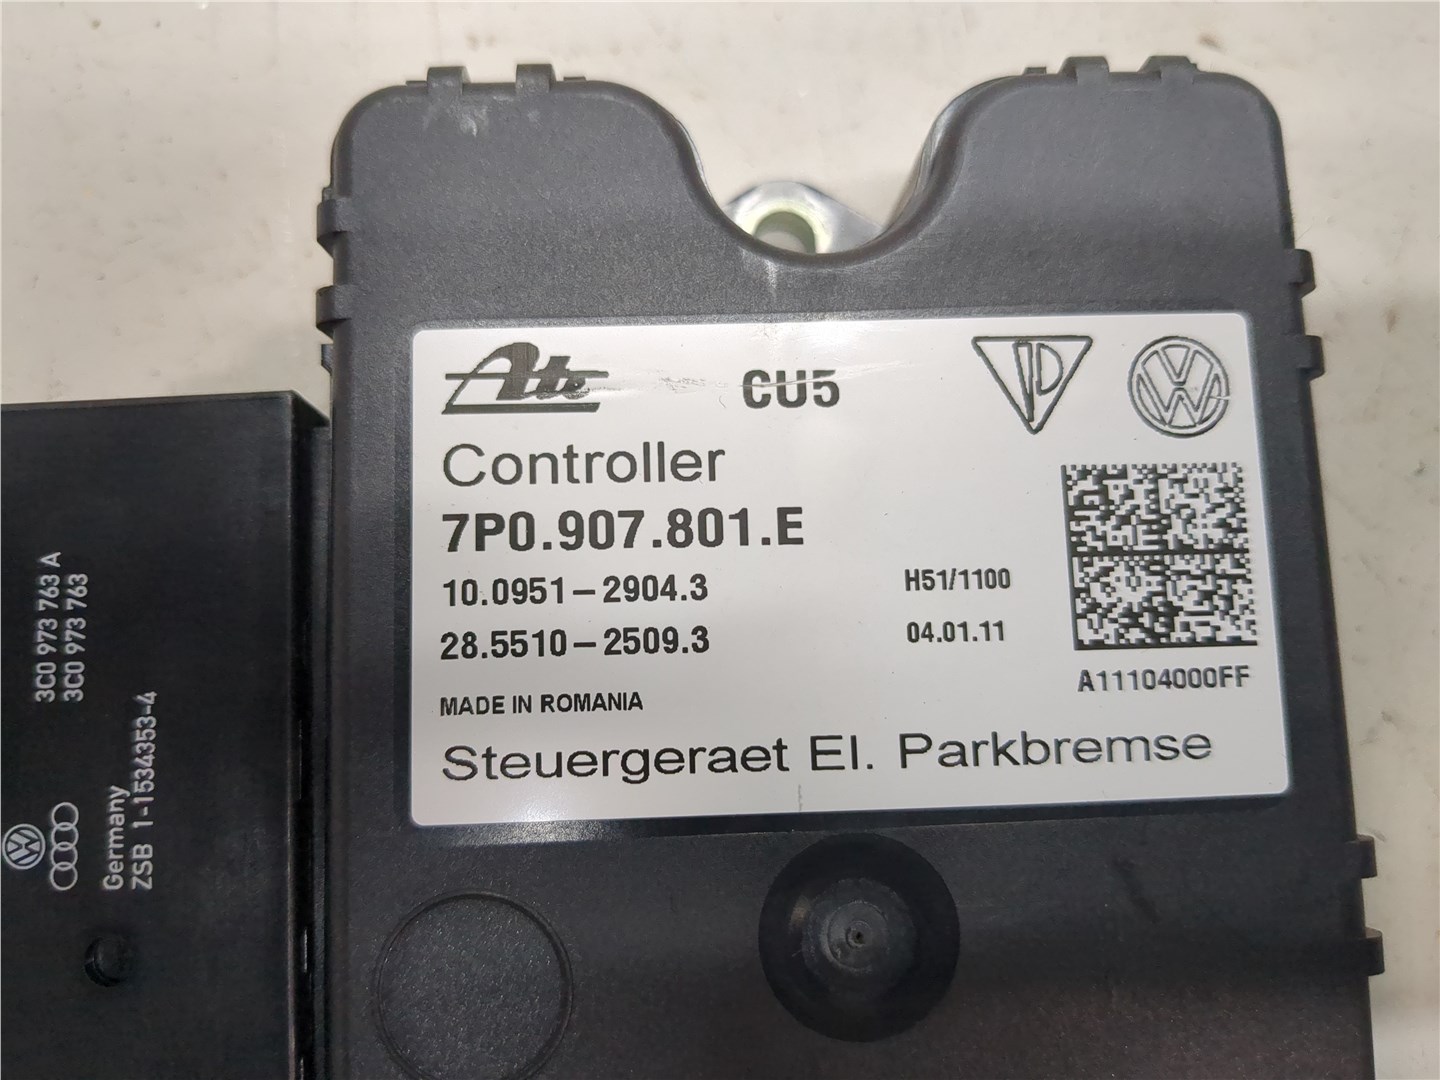 Ate
CU5
Controller
7P0.907.801.E
10.0951-2904.3
H51/1100
28.5510-2509.3
04.01.11
A11104000FF
MADE IN ROMANIA
Steuergeraet El. Parkbremse
3C0 973 763 A
3C0 973 763
Germany
ZSB 1-1534353-4